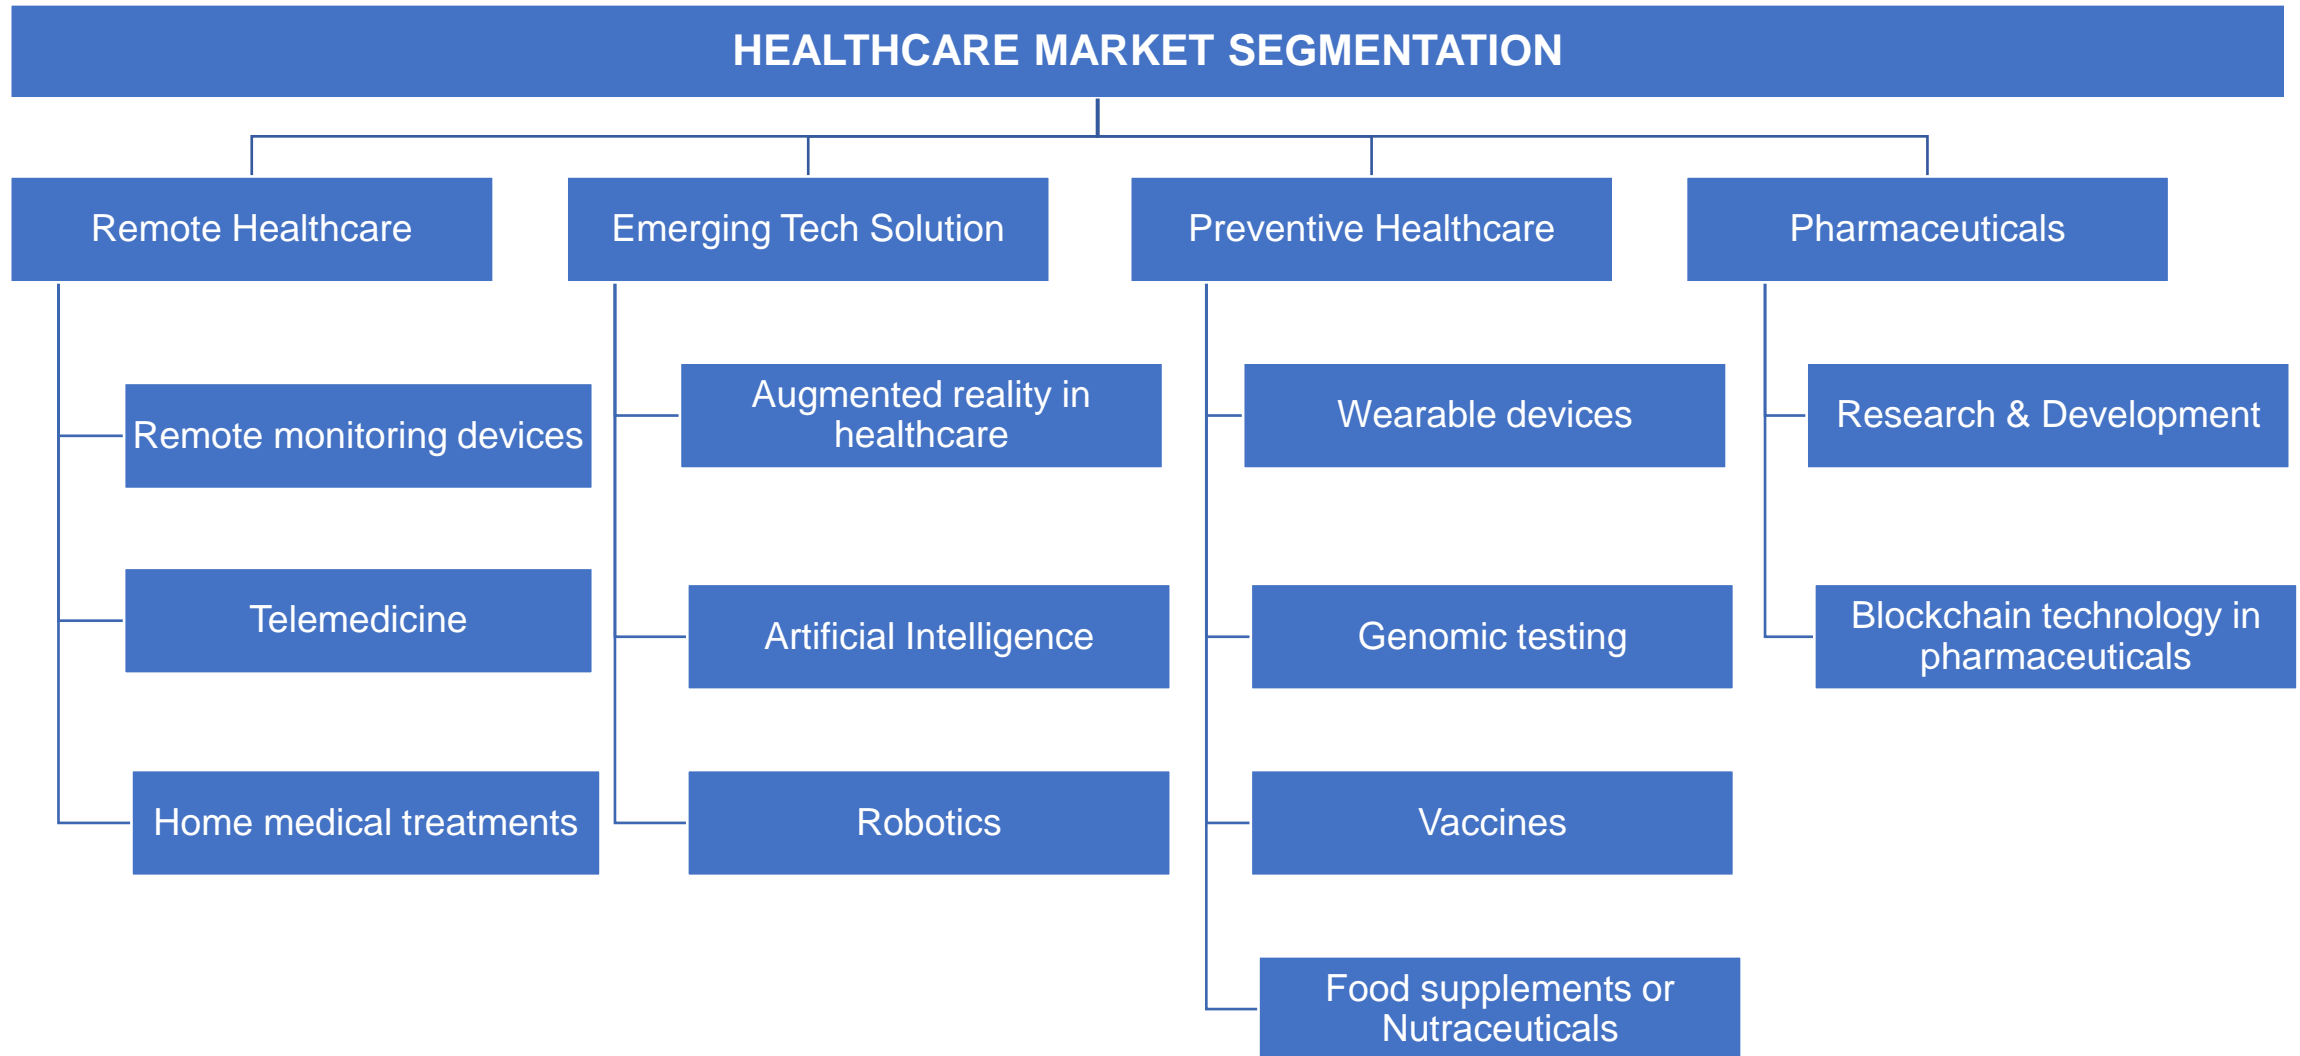 HEALTHCARE MARKET SEGMENTATION
Remote Healthcare
Remote monitoring devices
Telemedicine
Home medical treatments
Emerging Tech Solution
Augmented reality in
healthcare
Artificial Intelligence
Robotics
Preventive Healthcare
Wearable devices
Genomic testing
Vaccines
Food supplements or
Nutraceuticals
Pharmaceuticals
Research & Development
Blockchain technology in
pharmaceuticals